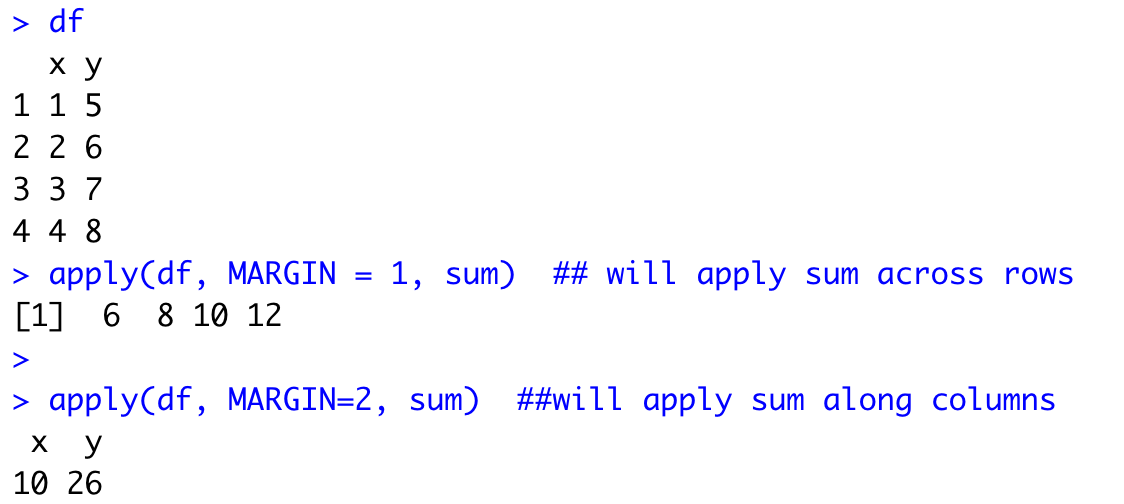 > df
  x y
1 1 5
2 2 6
3 3 7
4 4 8
> apply(df, MARGIN = 1, sum)  ## will apply sum across rows
[1]  6  8 10 12
>
> apply(df, MARGIN=2, sum)  ##will apply sum along columns
 x  y
10 26